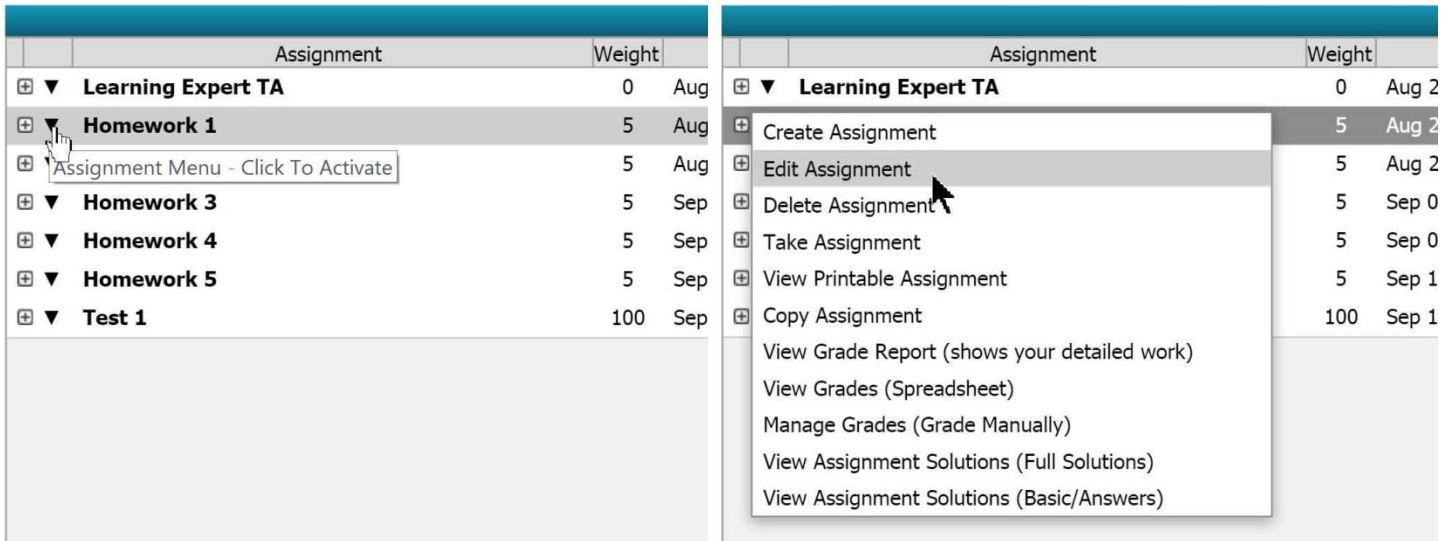 Assignment Weight
Learning Expert TA 0 Aug
Homework 1 5 Aug
Assignment Menu - Click To Activate 5 Aug
Homework 3 5 Sep
Homework 4 5 Sep
Homework 5 5 Sep
Test 1 100 Sep
Assignment Weight
Learning Expert TA 0 Aug 2
5 Aug 2
Create Assignment
Edit Assignment 5 Aug 2
Delete Assignment 5 Sep 0
Take Assignment 5 Sep 0
View Printable Assignment 5 Sep 1
Copy Assignment 100 Sep 1
View Grade Report (shows your detailed work)
View Grades (Spreadsheet)
Manage Grades (Grade Manually)
View Assignment Solutions (Full Solutions)
View Assignment Solutions (Basic/Answers)